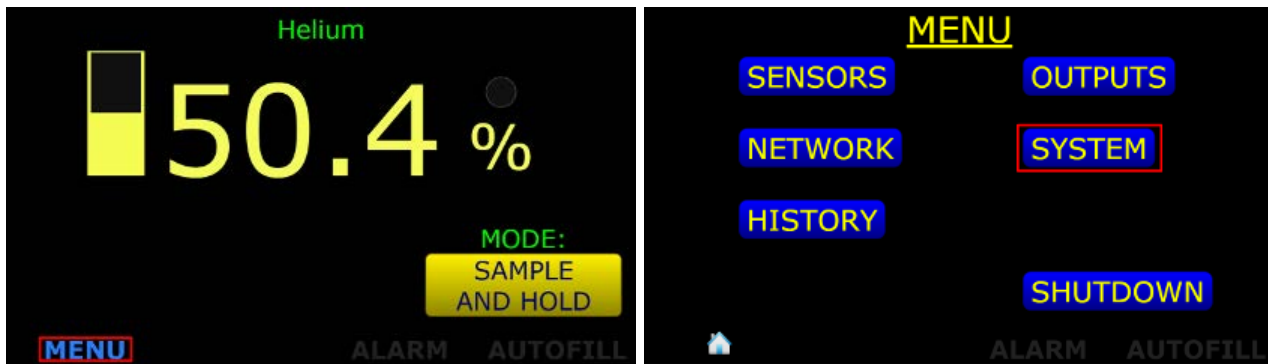 Helium
50.4 %
MODE:
SAMPLE
AND HOLD
MENU ALARM AUTOFILL
MENU
SENSORS OUTPUTS
NETWORK SYSTEM
HISTORY
SHUTDOWN
ALARM AUTOFILL